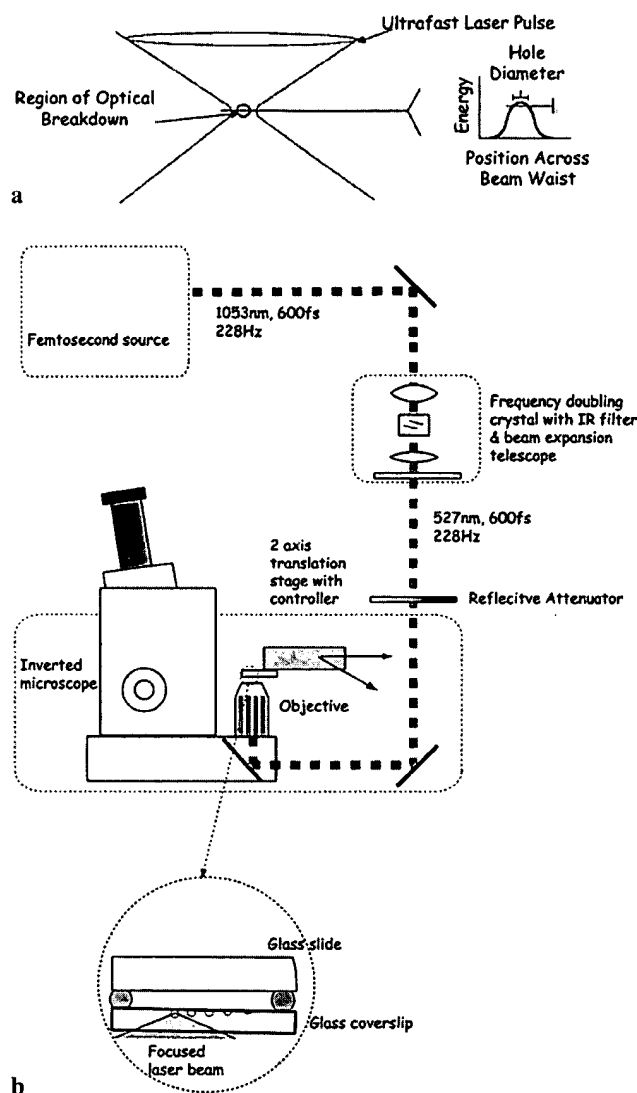 Ultrafast Laser Pulse
Hole
Diameter
Region of Optical
Breakdown
Energy
Position Across
Beam Waist
a
1053nm, 600fs
228Hz
Femtosecond source
Frequency doubling
crystal with IR filter
& beam expansion
telescope
527nm, 600fs
228Hz
2 axis
translation
stage with
controller
Reflecitve Attenuator
Inverted
microscope
Objective
Glass slide
Glass coverslip
Focused
laser beam
b